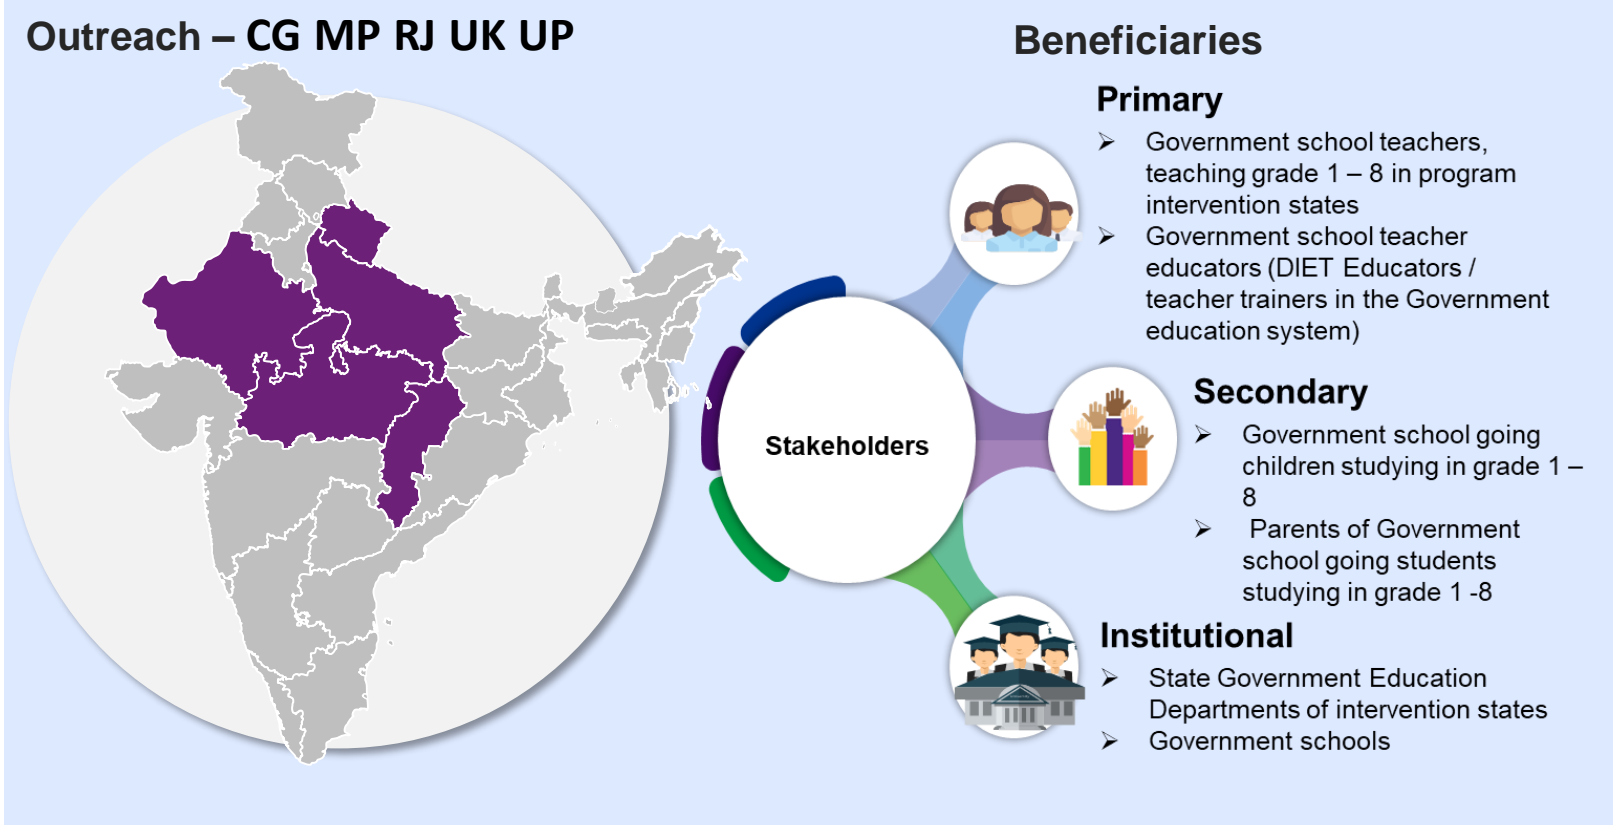 Outreach – CG MP RJ UK UP
Beneficiaries
Primary
➢ Government school teachers,
teaching grade 1 – 8 in program
intervention states
➢ Government school teacher
educators (DIET Educators /
teacher trainers in the Government
education system)
Stakeholders
Secondary
➢ Government school going
children studying in grade 1 –
8
➢ Parents of Government
school going students
studying in grade 1 -8
Institutional
➢ State Government Education
Departments of intervention states
➢ Government schools